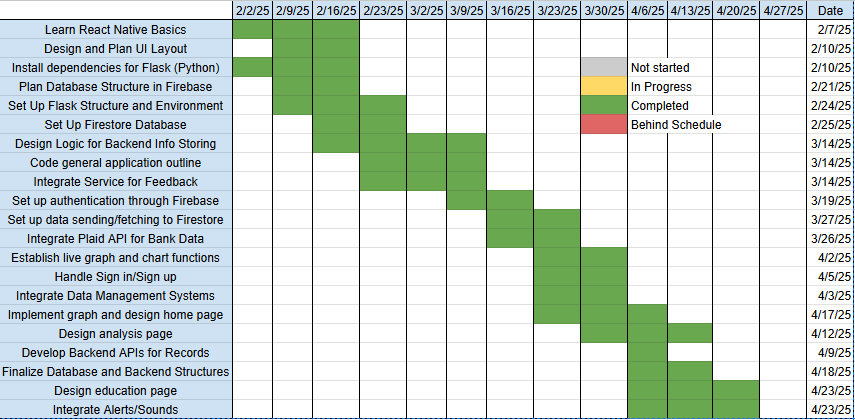 2/2/25 2/9/25 2/16/25 2/23/25 3/2/25 3/9/25 3/16/25 3/23/25 3/30/25 4/6/25 4/13/25 4/20/25 4/27/25 Date
Learn React Native Basics 2/7/25
Design and Plan UI Layout 2/10/25
Install dependencies for Flask (Python) Not started 2/10/25
Plan Database Structure in Firebase In Progress 2/21/25
Set Up Flask Structure and Environment Completed 2/24/25
Set Up Firestore Database Behind Schedule 2/25/25
Design Logic for Backend Info Storing 3/14/25
Code general application outline 3/14/25
Integrate Service for Feedback 3/14/25
Set up authentication through Firebase 3/19/25
Set up data sending/fetching to Firestore 3/27/25
Integrate Plaid API for Bank Data 3/26/25
Establish live graph and chart functions 4/2/25
Handle Sign in/Sign up 4/5/25
Integrate Data Management Systems 4/3/25
Implement graph and design home page 4/17/25
Design analysis page 4/12/25
Develop Backend APIs for Records 4/9/25
Finalize Database and Backend Structures 4/18/25
Design education page 4/23/25
Integrate Alerts/Sounds 4/23/25